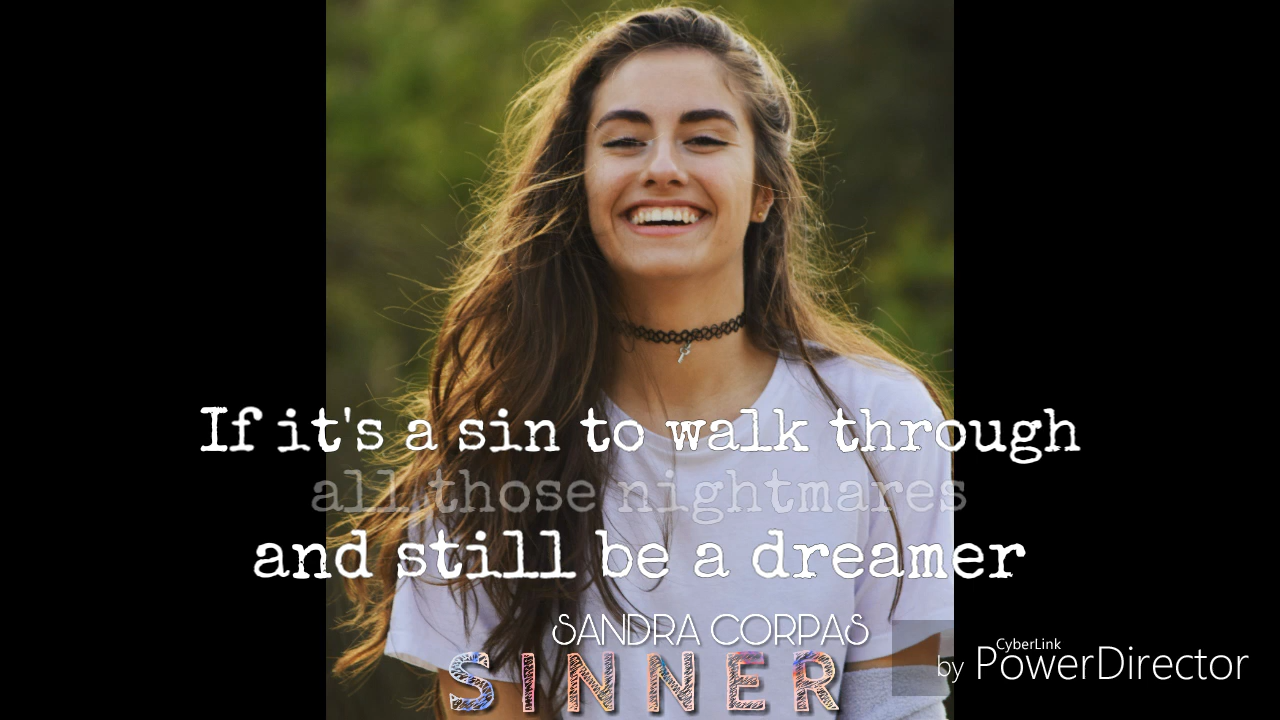 If it's a sin to walk through
all those nightmares
and still be a dreamer
SANDRA CORPAS
SINNER
CyberLink
by PowerDirector